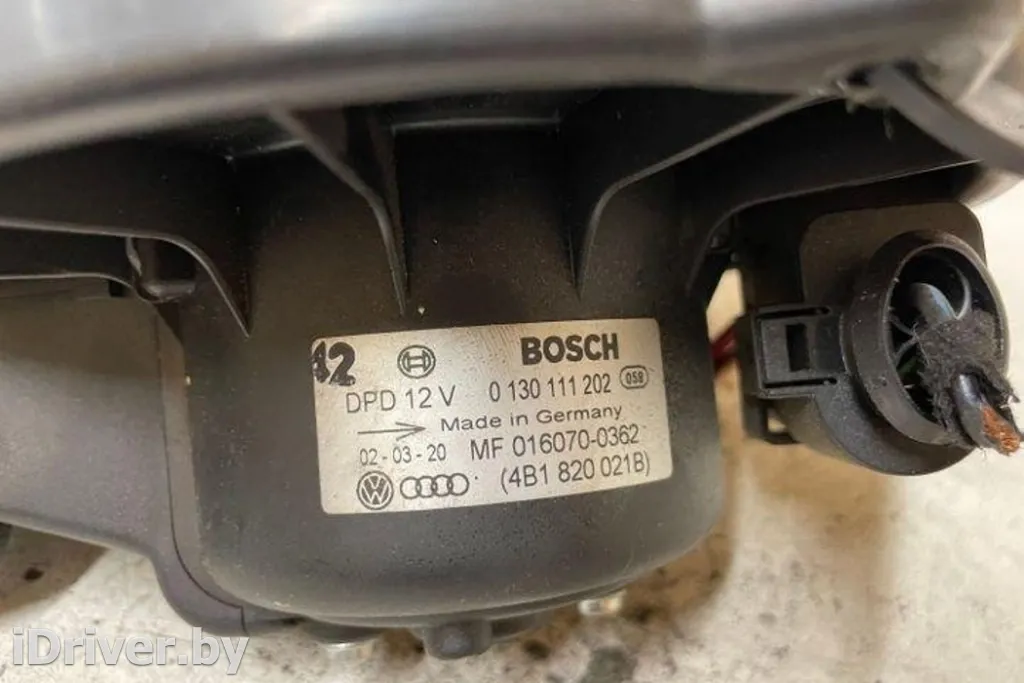 A2 BOSCH
DPD 12 V 0 130 111 202 058
Made in Germany
02-03-20 MF 016070-0362
(4B1 820 021B)
iDriver.by